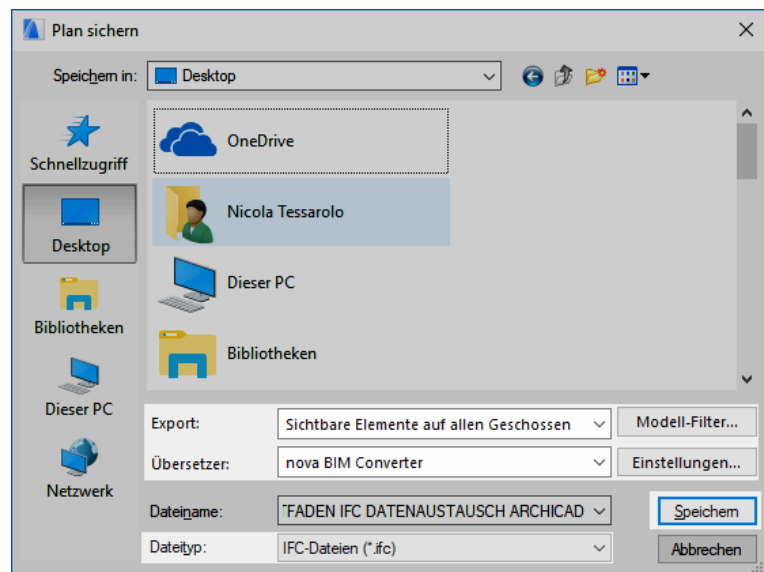 Plan sichern
Speichern in: Desktop
Schnellzugriff
Desktop
Bibliotheken
Dieser PC
Netzwerk
OneDrive
Nicola Tessarolo
Dieser PC
Bibliotheken
Export: Sichtbare Elemente auf allen Geschossen Modell-Filter...
Übersetzer: nova BIM Converter Einstellungen...
Dateiname: TFADEN IFC DATENAUSTAUSCH ARCHICAD Speichern
Dateityp: IFC-Dateien (*.ifc) Abbrechen